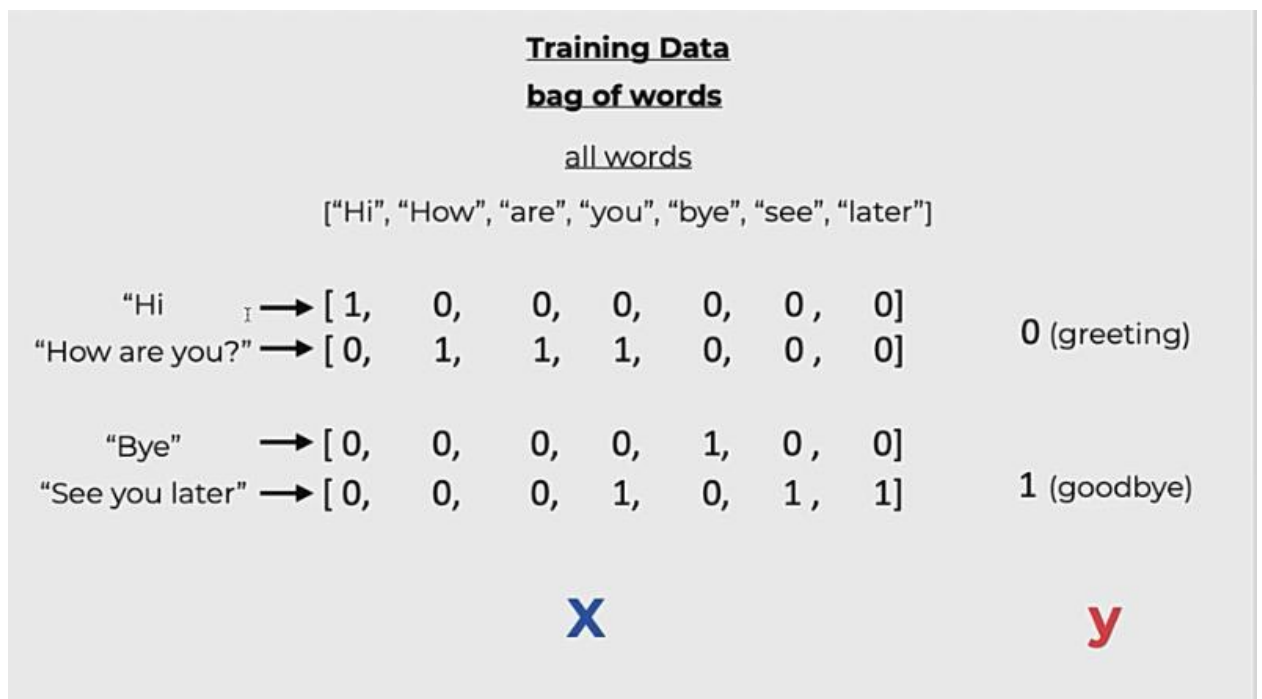 Training Data
bag of words
all words
[“Hi”, “How”, “are”, “you”, “bye”, “see”, “later”]
“Hi → [ 1, 0, 0, 0, 0, 0 , 0]
“How are you?” → [ 0, 1, 1, 1, 0, 0 , 0]
0 (greeting)
“Bye” → [ 0, 0, 0, 0, 1, 0 , 0]
“See you later” → [ 0, 0, 0, 1, 0, 1 , 1]
1 (goodbye)
X y